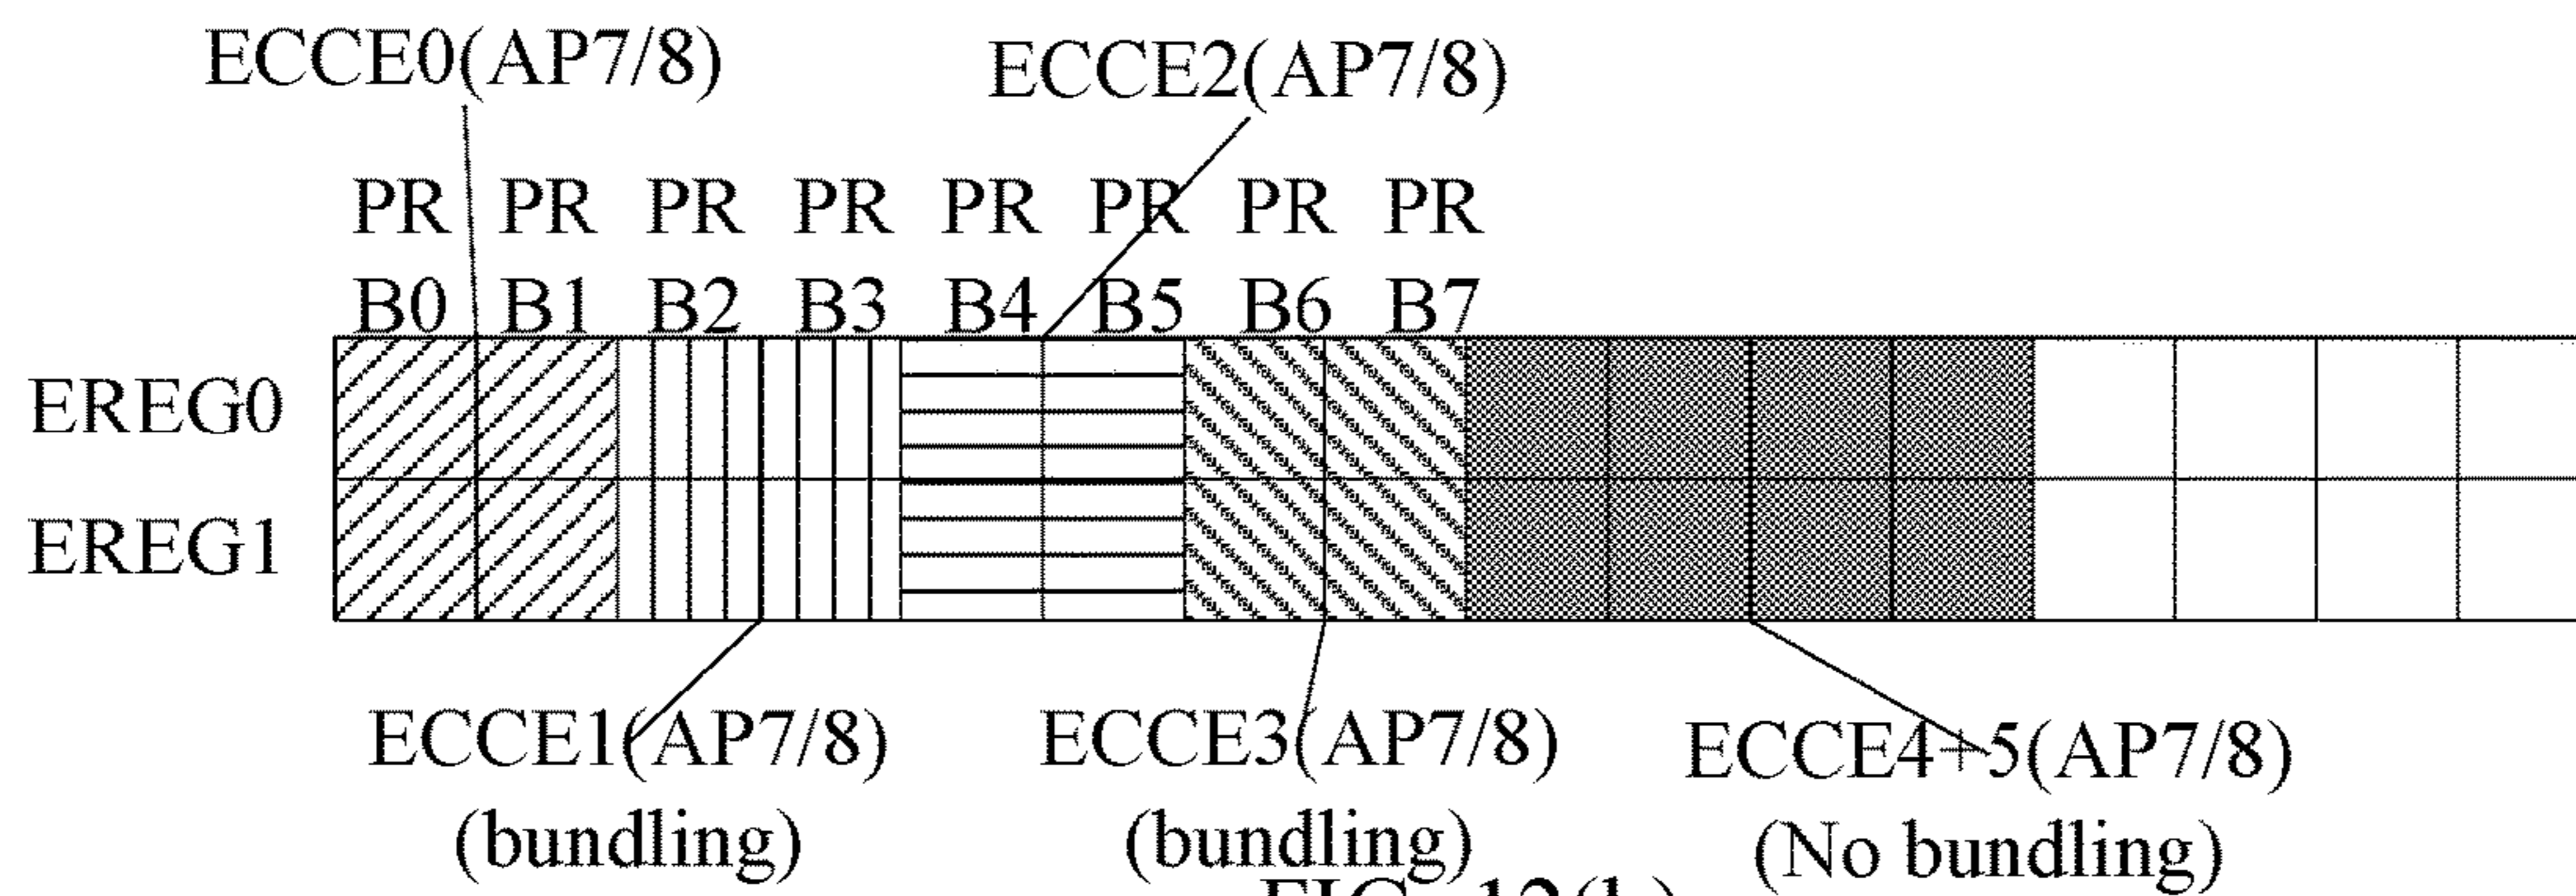 ECCE0(AP7/8) ECCE2(AP7/8)
PR PR PR PR PR PR PR PR
B0 B1 B2 B3 B4 B5 B6 B7
EREG0
EREG1
ECCE1(AP7/8) ECCE3(AP7/8) ECCE4+5(AP7/8)
(bundling) (bundling) (No bundling)
FIG. 12(b)